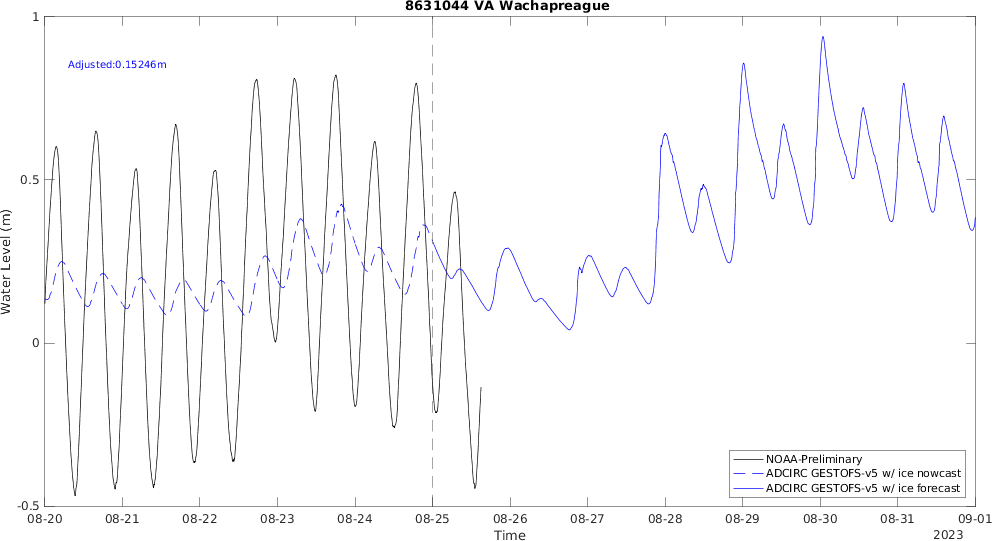 8631044 VA Wachapreague
Adjusted:0.15246m
Water Level (m)
1
0.5
0
-0.5
NOAA-Preliminary
ADCIRC GESTOFS-v5 w/ ice nowcast
ADCIRC GESTOFS-v5 w/ ice forecast
08-20 08-21 08-22 08-23 08-24 08-25 08-26 08-27 08-28 08-29 08-30 08-31 09-01
Time
2023